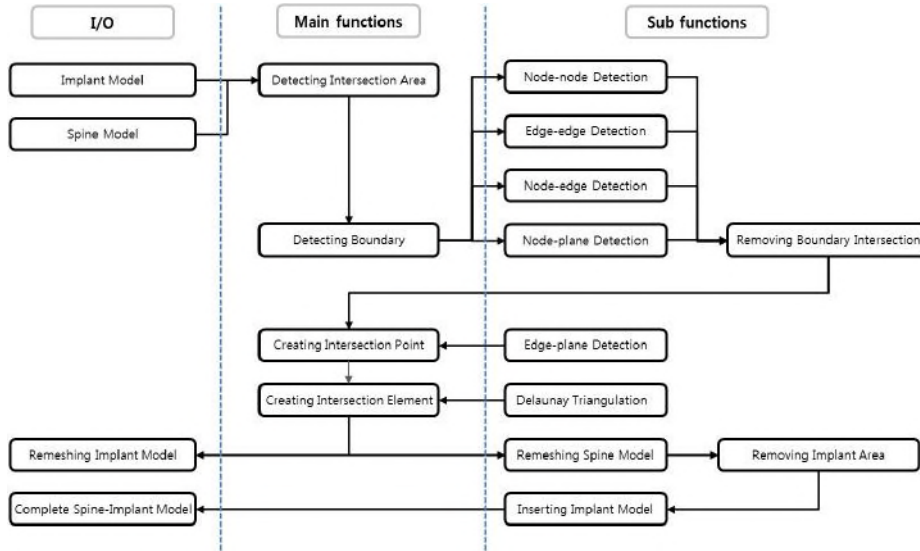 I/O
Main functions
Sub functions
Implant Model
Detecting Intersection Area
Node-node Detection
Spine Model
Edge-edge Detection
Node-edge Detection
Detecting Boundary
Node-plane Detection
Removing Boundary Intersection
Creating Intersection Point
Edge-plane Detection
Creating Intersection Element
Delaunay Triangulation
Remeshing Implant Model
Remeshing Spine Model
Removing Implant Area
Complete Spine-Implant Model
Inserting Implant Model